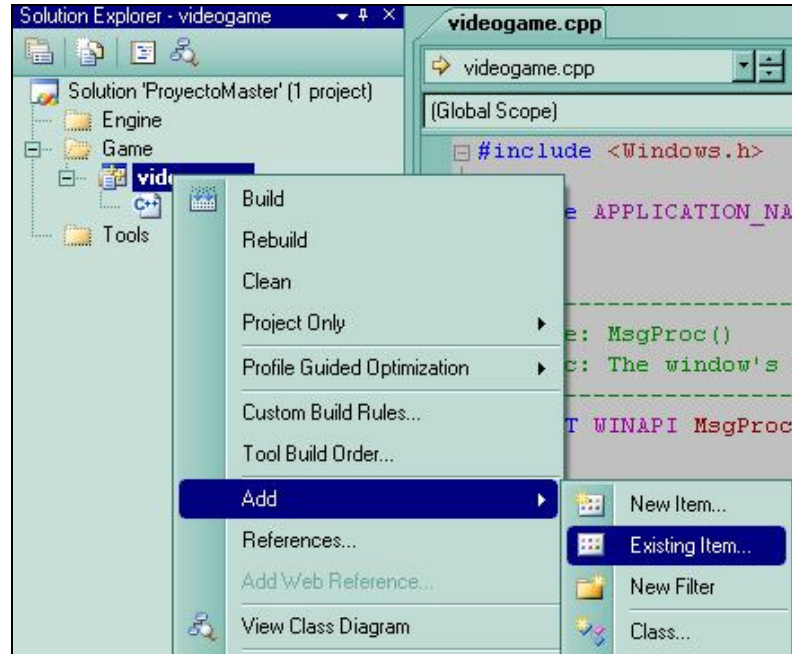 Solution Explorer - videogame
Solution 'ProyectoMaster' (1 project)
Engine
Game
Tools
videogame.cpp
videogame.cpp
(Global Scope)
#include <Windows.h>
e APPLICATION_NA
e: MsgProc()
c: The window's
T WINAPI MsgProc
Build
Rebuild
Clean
Project Only
Profile Guided Optimization
Custom Build Rules...
Tool Build Order...
Add
References...
Add Web Reference...
View Class Diagram
New Item...
Existing Item...
New Filter
Class...